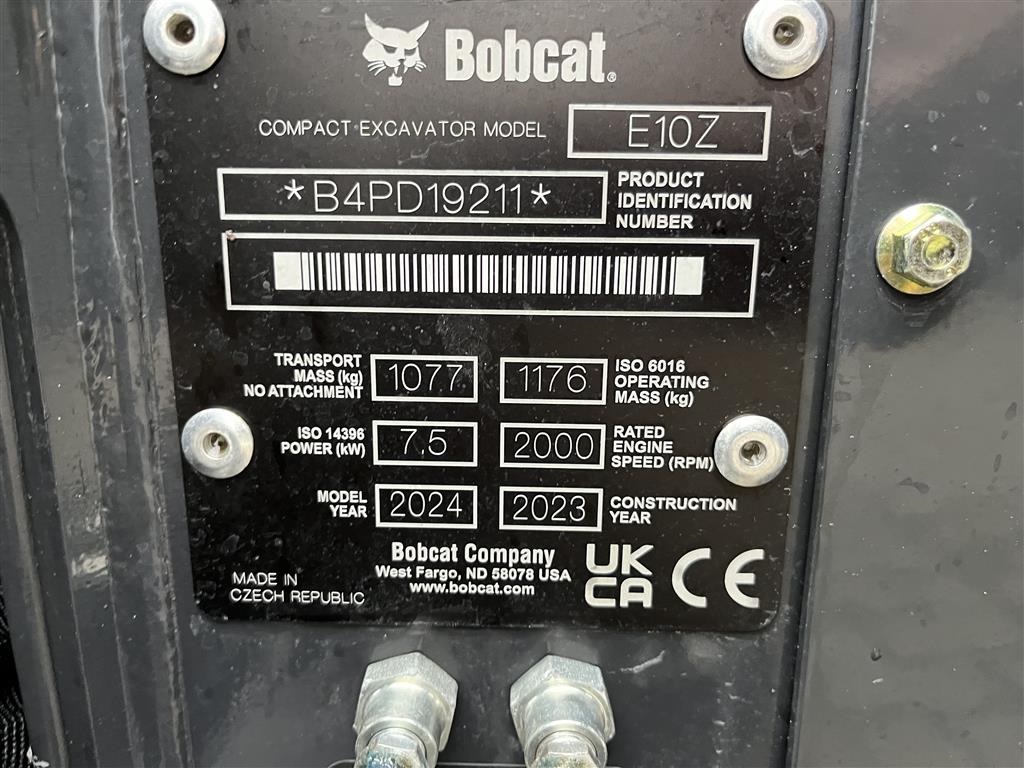 Bobcat®
COMPACT EXCAVATOR MODEL E10Z
*B4PD19211* PRODUCT
IDENTIFICATION
NUMBER
TRANSPORT
MASS (kg)
NO ATTACHMENT
1077
1176
ISO 6016
OPERATING
MASS (kg)
ISO 14396
POWER (kW)
7,5
2000
RATED
ENGINE
SPEED (RPM)
MODEL
YEAR
2024
2023
CONSTRUCTION
YEAR
Bobcat Company
West Fargo, ND 58078 USA
www.bobcat.com
MADE IN
CZECH REPUBLIC
UK
CA
CE